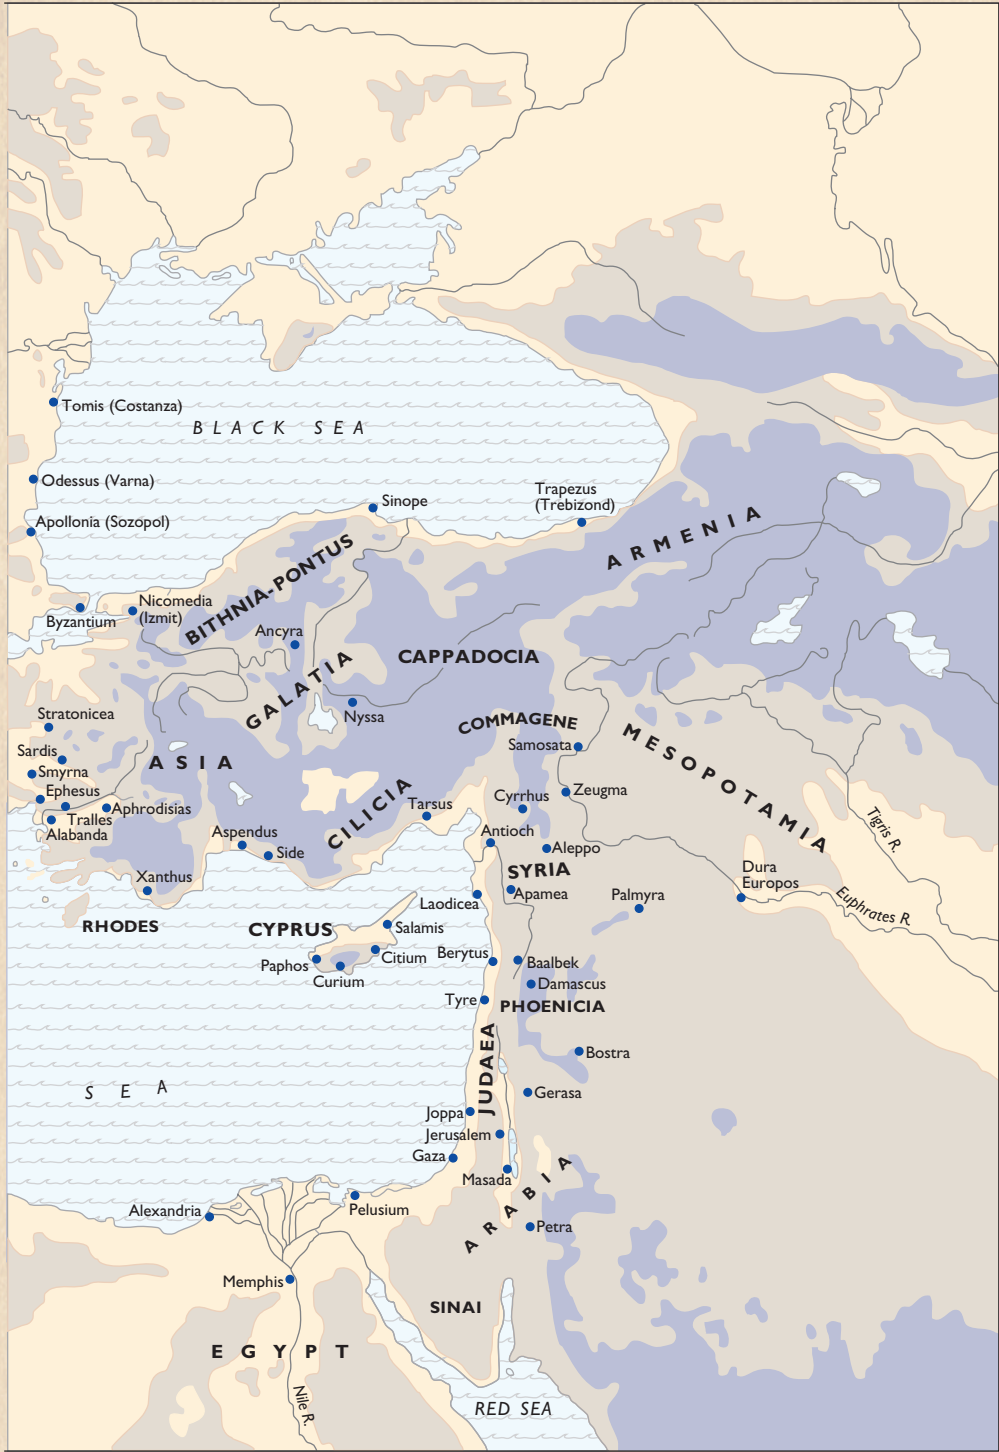 Tomis (Costanza)
BLACK SEA
Odessus (Varna)
Sinope
Trapezus
(Trebizond)
Apollonia (Sozopol)
ARMENIA
BITHNIA-PONTUS
Byzantium
Nicomedia
(Izmit)
Ancyra
GALATIA
CAPPADOCIA
Nyssa
Stratonicea
COMMAGENE
Samosata
MESOPOTAMIA
Sardis
Smyrna
ASIA
Ephesus
Tralles
Aphrodisias
Alabanda
CILICIA
Tarsus
Cyrrhus
Zeugma
Tigris R.
Aspendus
Side
Antioch
Aleppo
SYRIA
Apamea
Xanthus
Laodicea
Palmyra
Dura
Europos
Euphrates R
RHODES
CYPRUS
Salamis
Citium
Paphos
Curium
Berytus
Baalbek
Damascus
Tyre
PHOENICIA
JUDAEA
Bostra
SEA
Gerasa
Joppa
Jerusalem
Gaza
Masada
ARABIA
Alexandria
Pelusium
Petra
Memphis
SINAI
EGYPT
Nile R.
RED SEA